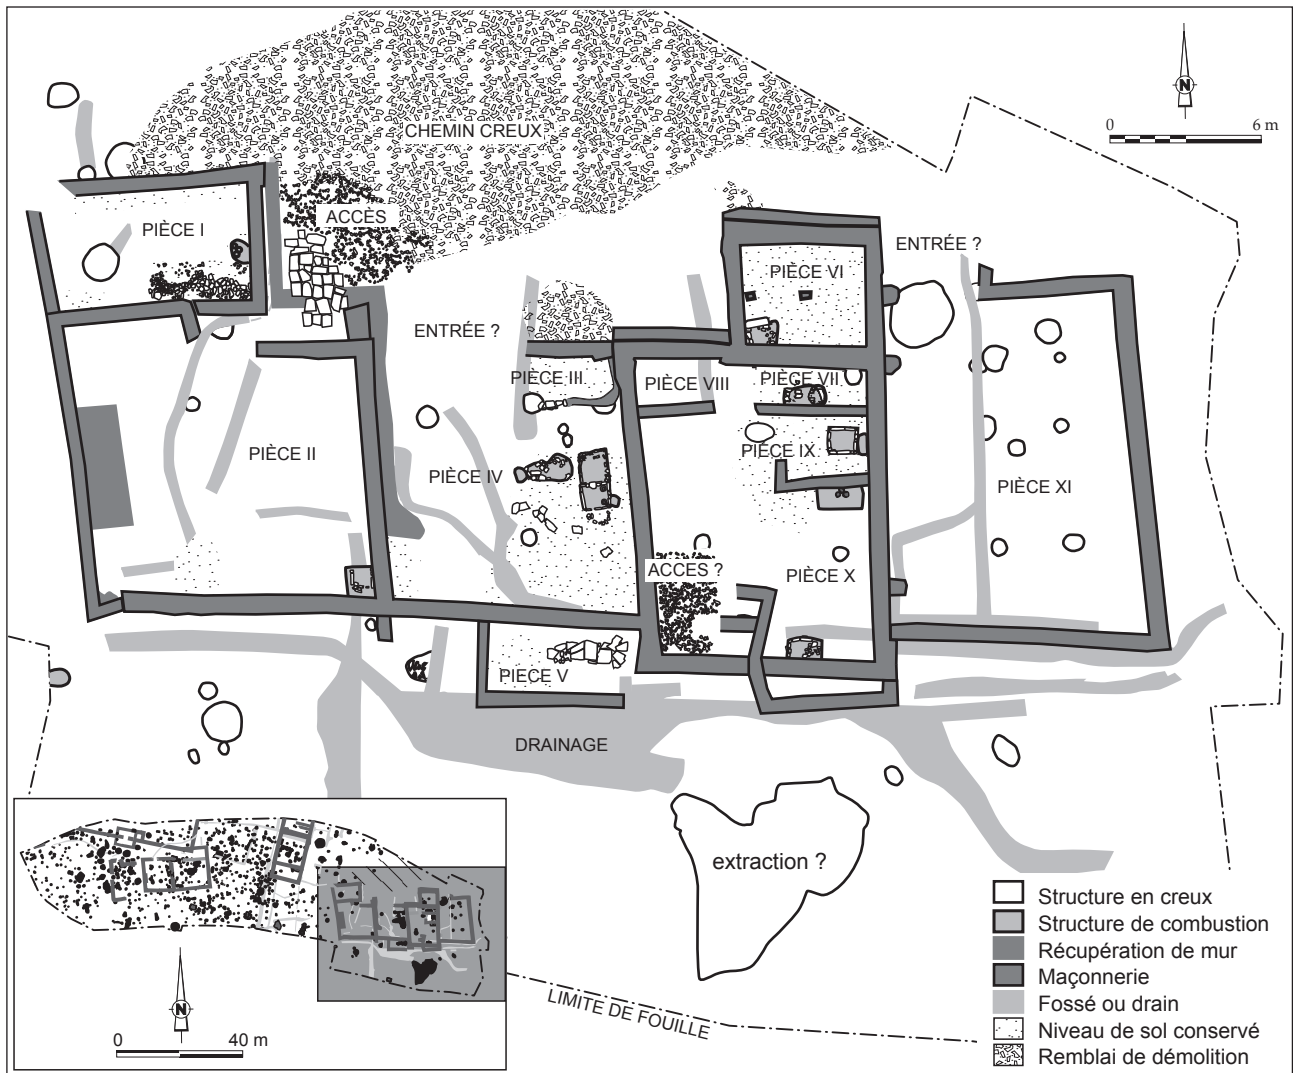 N
0 6 m
CHEMIN CREUX
ACCÈS
PIÈCE I
ENTRÉE ?
PIÈCE VI
ENTRÉE ?
PIÈCE III
PIÈCE VIII
PIÈCE VII
PIÈCE II
PIÈCE IV
PIÈCE IX
PIÈCE XI
ACCES ?
PIÈCE X
PIECE V
DRAINAGE
extraction ?
LIMITE DE FOUILLE
N
0 40 m
Structure en creux
Structure de combustion
Récupération de mur
Maçonnerie
Fossé ou drain
Niveau de sol conservé
Remblai de démolition